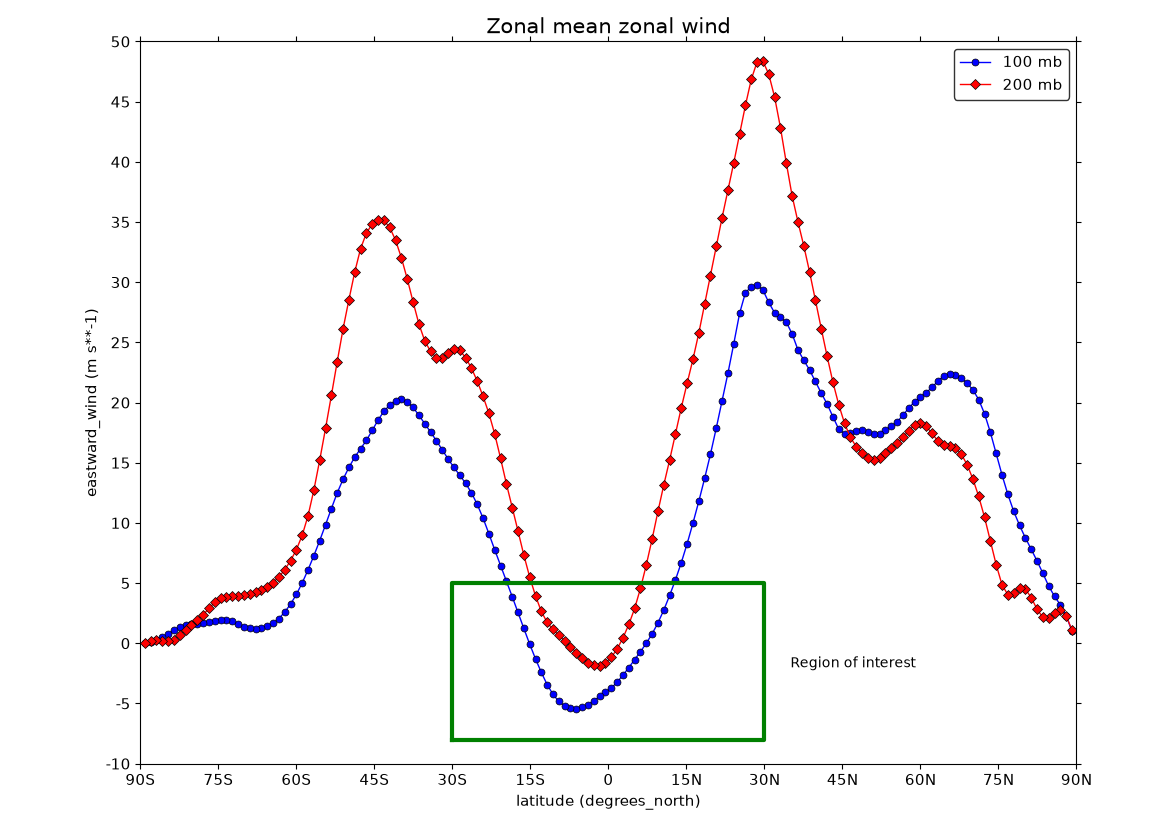 Zonal mean zonal wind
100 mb
200 mb
50
45
40
35
30
25
20
15
10
5
0
-5
-10
eastward_wind (m s**-1)
Region of interest
90S 75S 60S 45S 30S 15S 0 15N 30N 45N 60N 75N 90N
latitude (degrees_north)